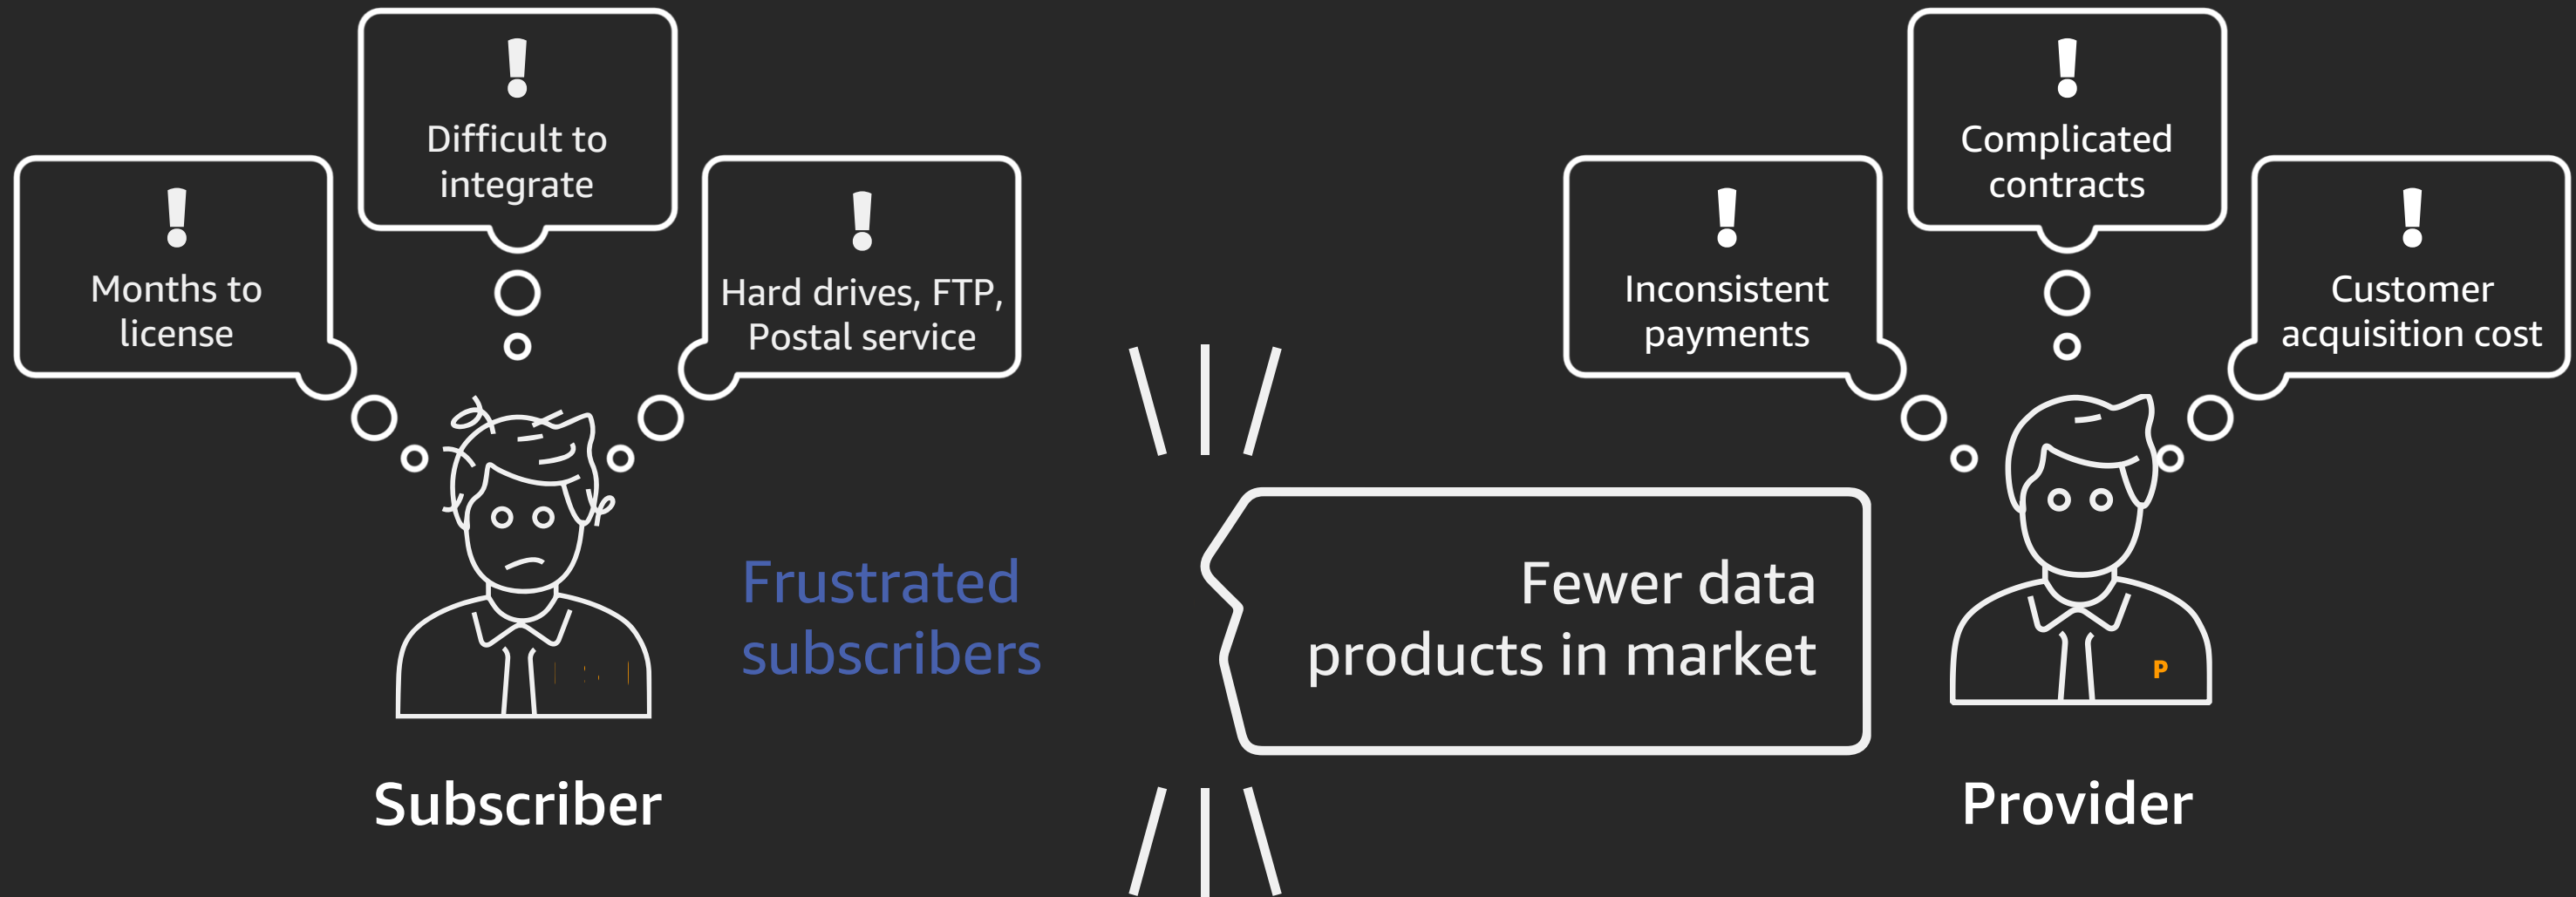 !
Difficult to
integrate
!
Months to
license
!
Hard drives, FTP,
Postal service
Frustrated
subscribers
Subscriber
!
Complicated
contracts
!
Inconsistent
payments
!
Customer
acquisition cost
Fewer data
products in market
P
Provider